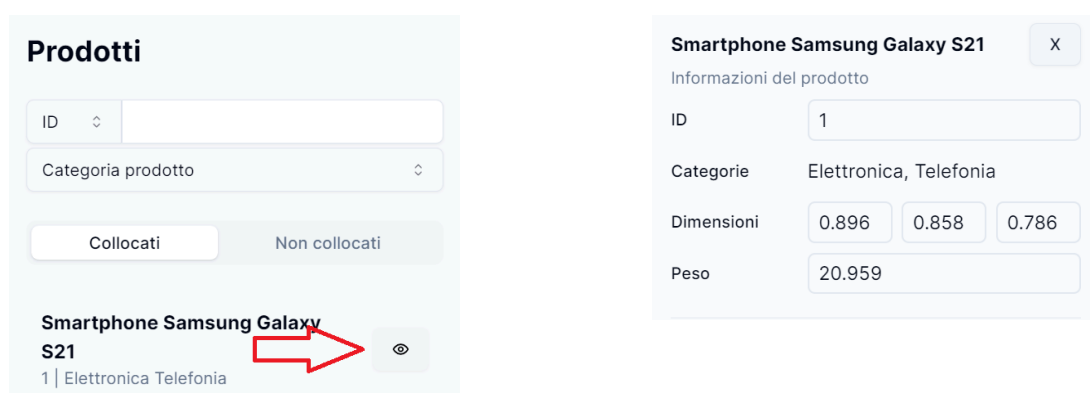 Prodotti
ID
Categoria prodotto
Collocati Non collocati
Smartphone Samsung Galaxy
S21
1 | Elettronica Telefonia
Smartphone Samsung Galaxy S21 X
Informazioni del prodotto
ID 1
Categorie Elettronica, Telefonia
Dimensioni 0.896 0.858 0.786
Peso 20.959